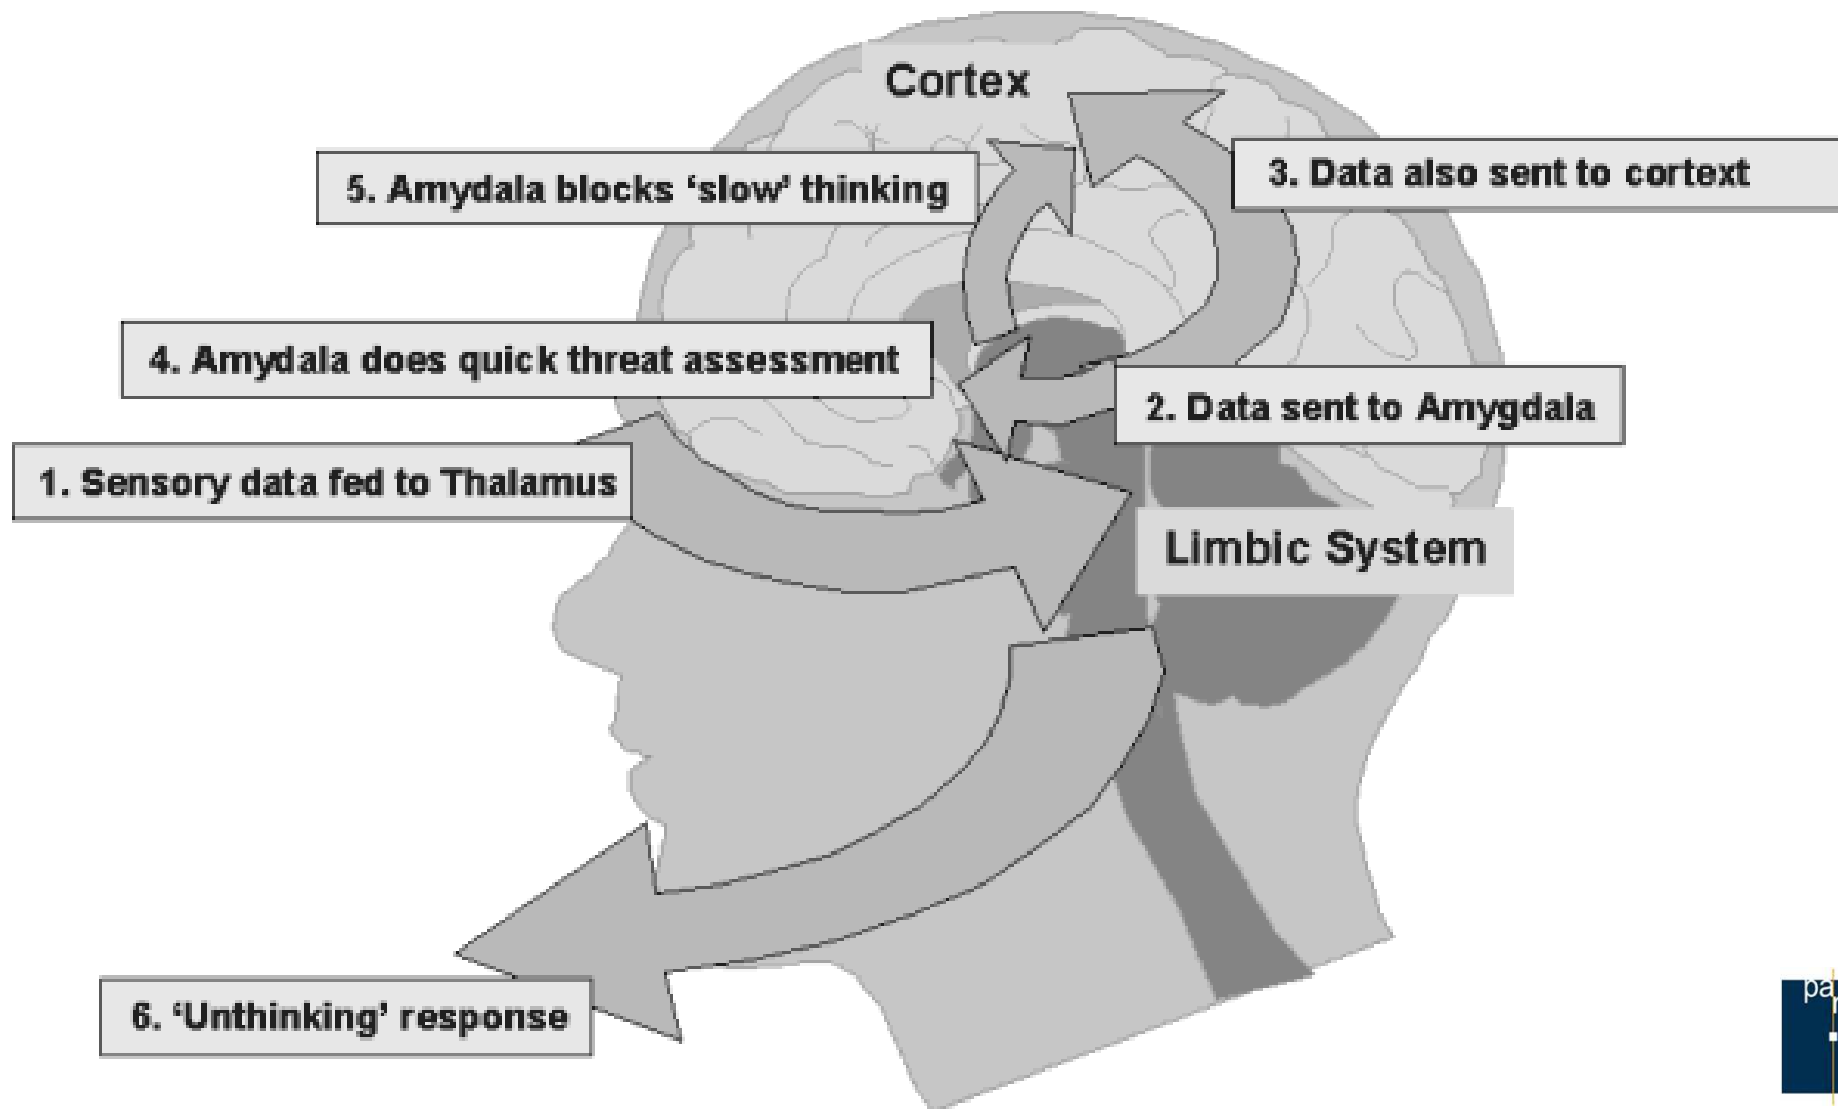 Cortex
5. Amydala blocks ‘slow’ thinking
3. Data also sent to cortext
4. Amydala does quick threat assessment
2. Data sent to Amygdala
1. Sensory data fed to Thalamus
Limbic System
6. ‘Unthinking’ response
pa